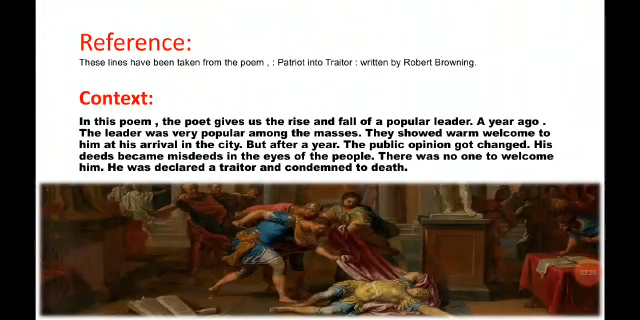 Reference:
These lines have been taken from the poem , : Patriot into Traitor : written by Robert Browning.
Context:
In this poem , the poet gives us the rise and fall of a popular leader. A year ago .
The leader was very popular among the masses. They showed warm welcome to
him at his arrival in the city. But after a year. The public opinion got changed. His
deeds became misdeeds in the eyes of the people. There was no one to welcome
him. He was declared a traitor and condemned to death.